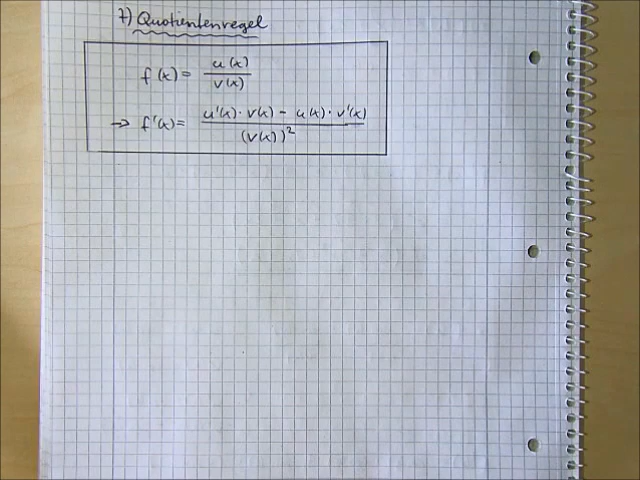 7) Quotientenregel
f(x) = u(x) / v(x)
⇒ f'(x) = u'(x) · v(x) - u(x) · v'(x) / (v(x))²